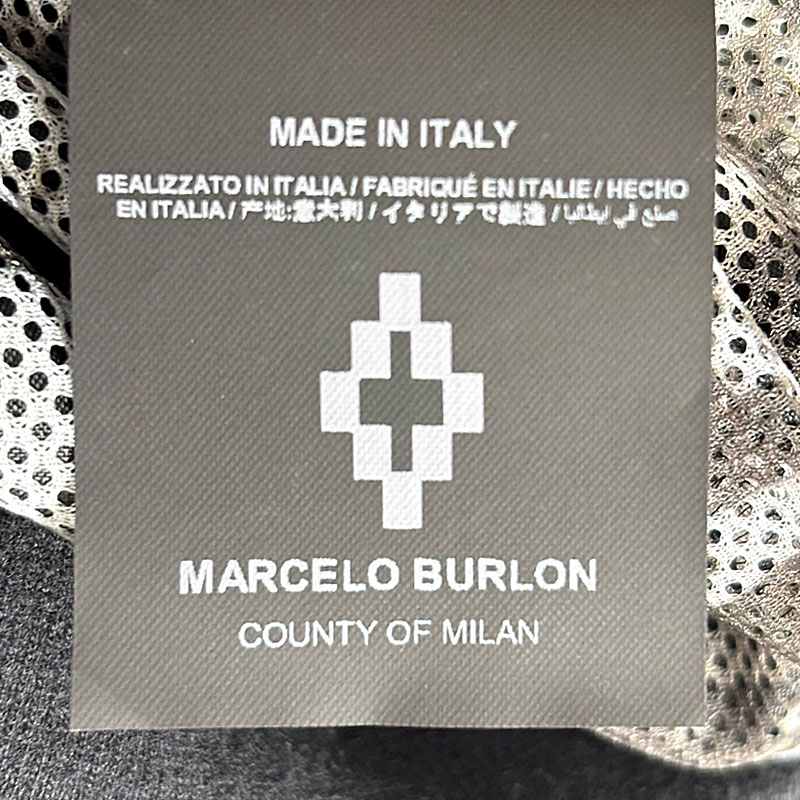 MADE IN ITALY
REALIZZATO IN ITALIA / FABRIQUÉ EN ITALIE / HECHO
EN ITALIA / 产地:意大利 / イタリアで製造 / صنع في إيطاليا
MARCELO BURLON
COUNTY OF MILAN